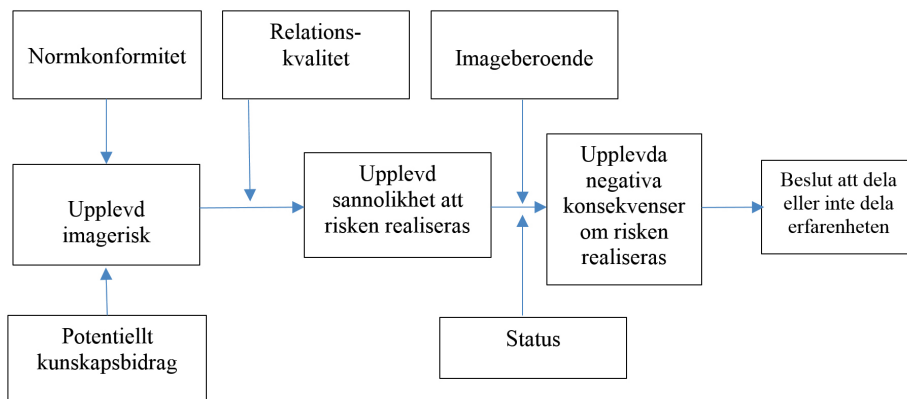 Normkonformitet
Relations-
kvalitet
Imageberoende
Upplevd
imagerisk
Upplevd
sannolikhet att
risken realiseras
Upplevda
negativa
konsekvenser
om risken
realiseras
Beslut att dela
eller inte dela
erfarenheten
Potentiellt
kunskapsbidrag
Status